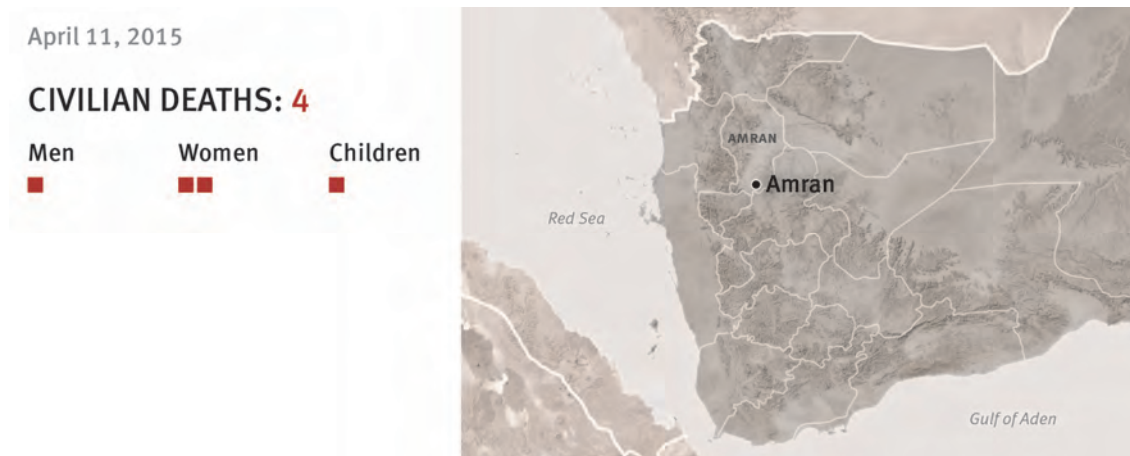 April 11, 2015
CIVILIAN DEATHS: 4
Men Women Children
AMRAN
Amran
Red Sea
Gulf of Aden